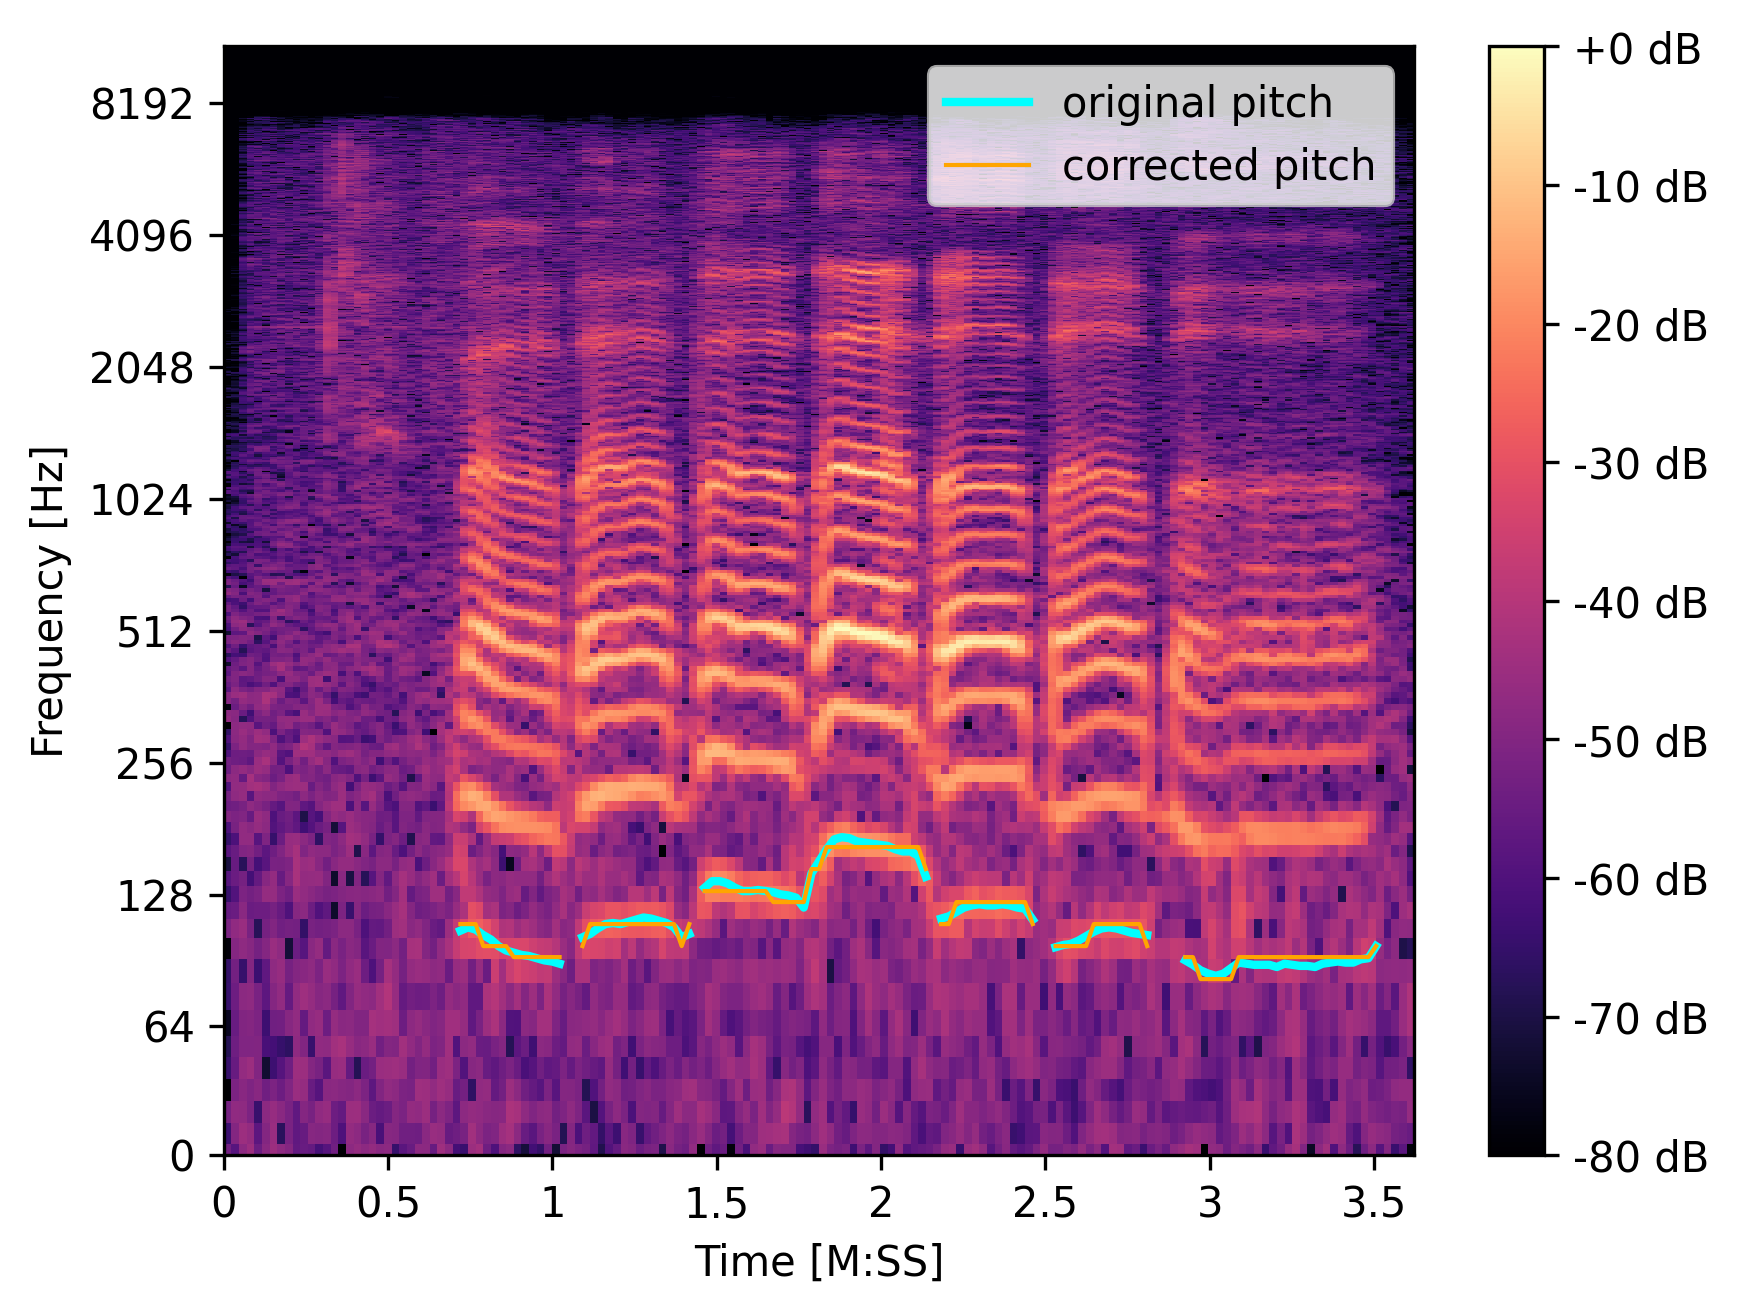 original pitch
corrected pitch
Frequency [Hz]
8192
4096
2048
1024
512
256
128
64
0
0
0.5
1
1.5
2
2.5
3
3.5
Time [M:SS]
+0 dB
-10 dB
-20 dB
-30 dB
-40 dB
-50 dB
-60 dB
-70 dB
-80 dB